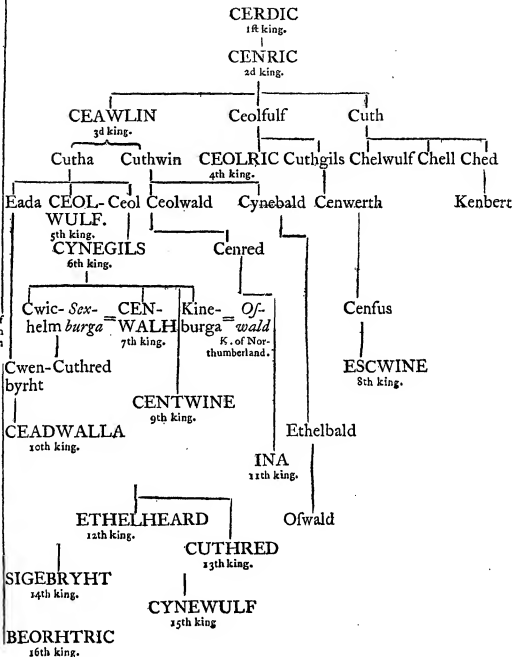 CERDIC
1ſt king.
CENRIC
2d king.
CEAWLIN Ceolfulf Cuth
3d king.
Cutha Cuthwin CEOLRIC Cuthgils Chelwulf Chell Ched
4th king.
Eada CEOL- Ceol Ceolwald Cynebald Cenwerth Kenbert
WULF.
5th king.
CYNEGILS Cenred
6th king.
Cwic- Sex- CEN- Kine- Oſ- Cenfus
helm burga = WALH burga = wald
7th king. K. of Nor-
thumberland.
Cwen- Cuthred ESCWINE
byrht 8th king.
CENTWINE
9th king.
CEADWALLA Ethelbald
10th king.
INA
11th king.
ETHELHEARD Oſwald
12th king.
CUTHRED
13th king.
SIGEBRYHT
14th king.
CYNEWULF
15th king
BEORHTRIC
16th king.